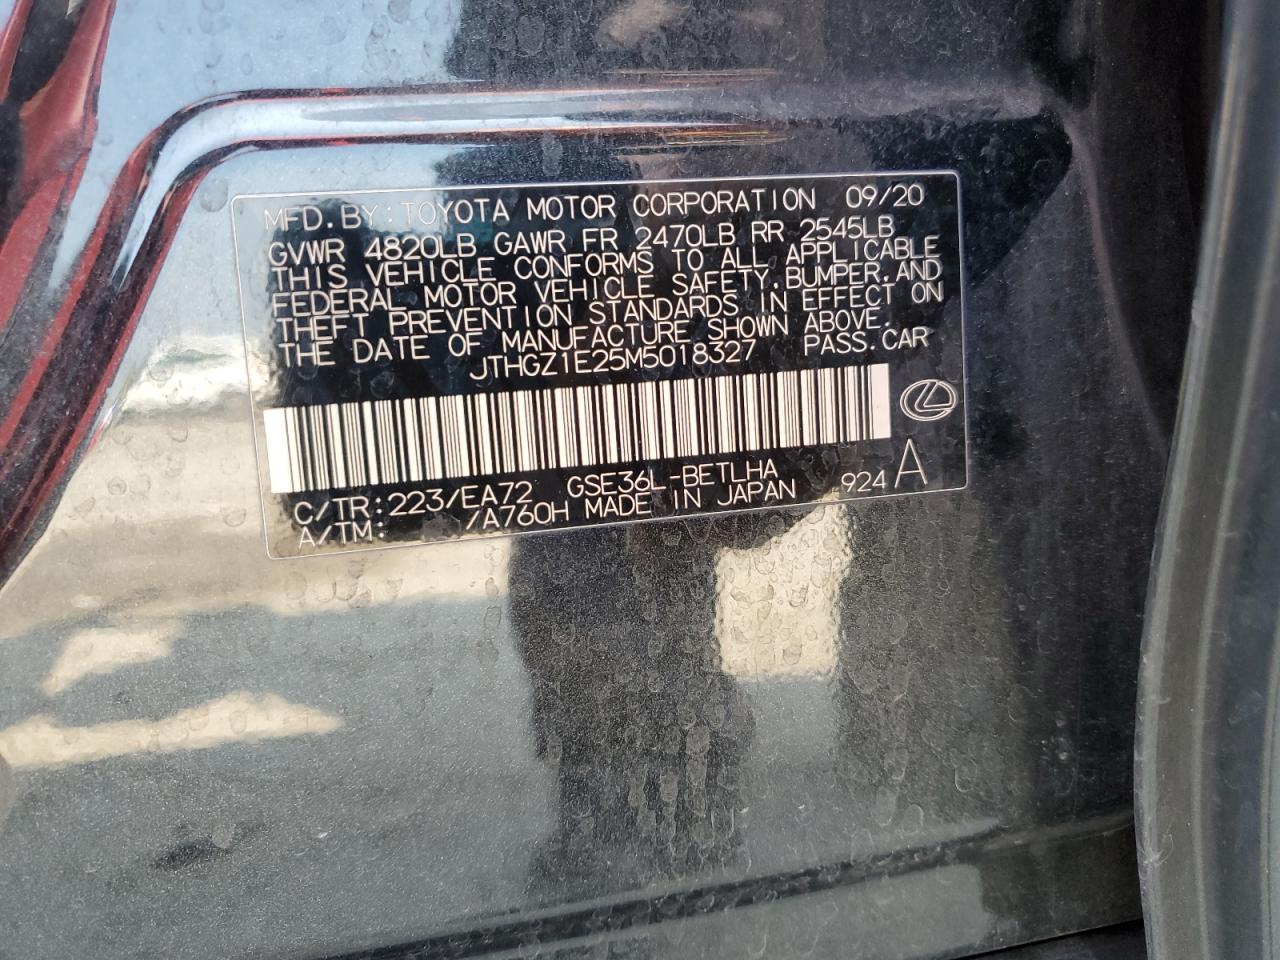 MFD.BY:TOYOTA MOTOR CORPORATION 09/20
GVWR 4820LB GAWR FR 2470LB RR 2545LB
THIS VEHICLE CONFORMS TO ALL APPLICABLE
FEDERAL MOTOR VEHICLE SAFETY,BUMPER,AND
THEFT PREVENTION STANDARDS IN EFFECT ON
THE DATE OF MANUFACTURE SHOWN ABOVE.
JTHGZ1E25M5018327 PASS.CAR
C/TR:223/EA72 GSE36L-BETLHA 924 A
A/TM: /A760H MADE IN JAPAN